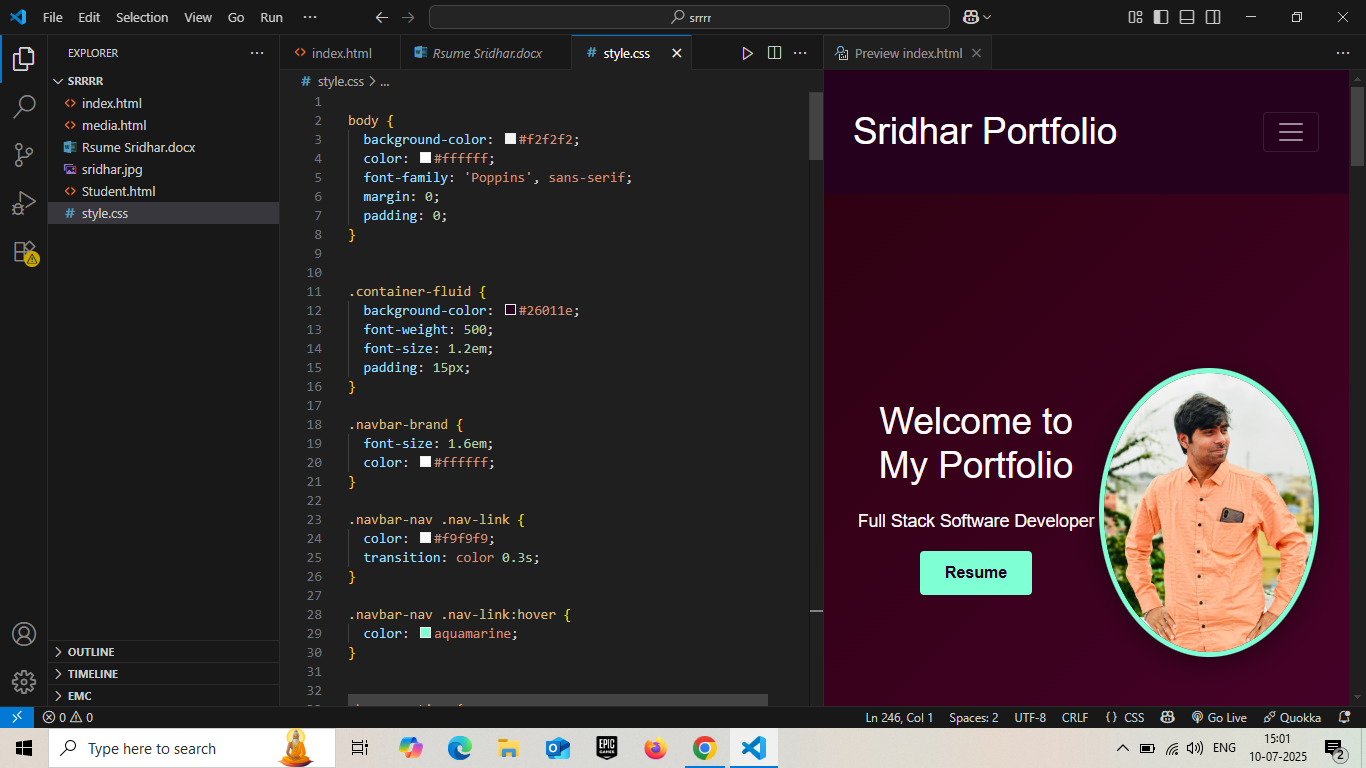 File Edit Selection View Go Run ···
srrrr
EXPLORER ···
SRRRR
index.html
media.html
Rsume Sridhar.docx
sridhar.jpg
Student.html
# style.css
OUTLINE
TIMELINE
EMC
index.html
Rsume Sridhar.docx
# style.css
# style.css > ...
1
2 body {
3 background-color: #f2f2f2;
4 color: #ffffff;
5 font-family: 'Poppins', sans-serif;
6 margin: 0;
7 padding: 0;
8 }
9
10
11 .container-fluid {
12 background-color: #26011e;
13 font-weight: 500;
14 font-size: 1.2em;
15 padding: 15px;
16 }
17
18 .navbar-brand {
19 font-size: 1.6em;
20 color: #ffffff;
21 }
22
23 .navbar-nav .nav-link {
24 color: #f9f9f9;
25 transition: color 0.3s;
26 }
27
28 .navbar-nav .nav-link:hover {
29 color: aquamarine;
30 }
31
32
Preview index.html
Sridhar Portfolio
Welcome to
My Portfolio
Full Stack Software Developer
Resume
0 0
Ln 246, Col 1 Spaces: 2 UTF-8 CRLF { } CSS Go Live Quokka
Type here to search
EPIC
GAMES
ENG
15:01
10-07-2025
2